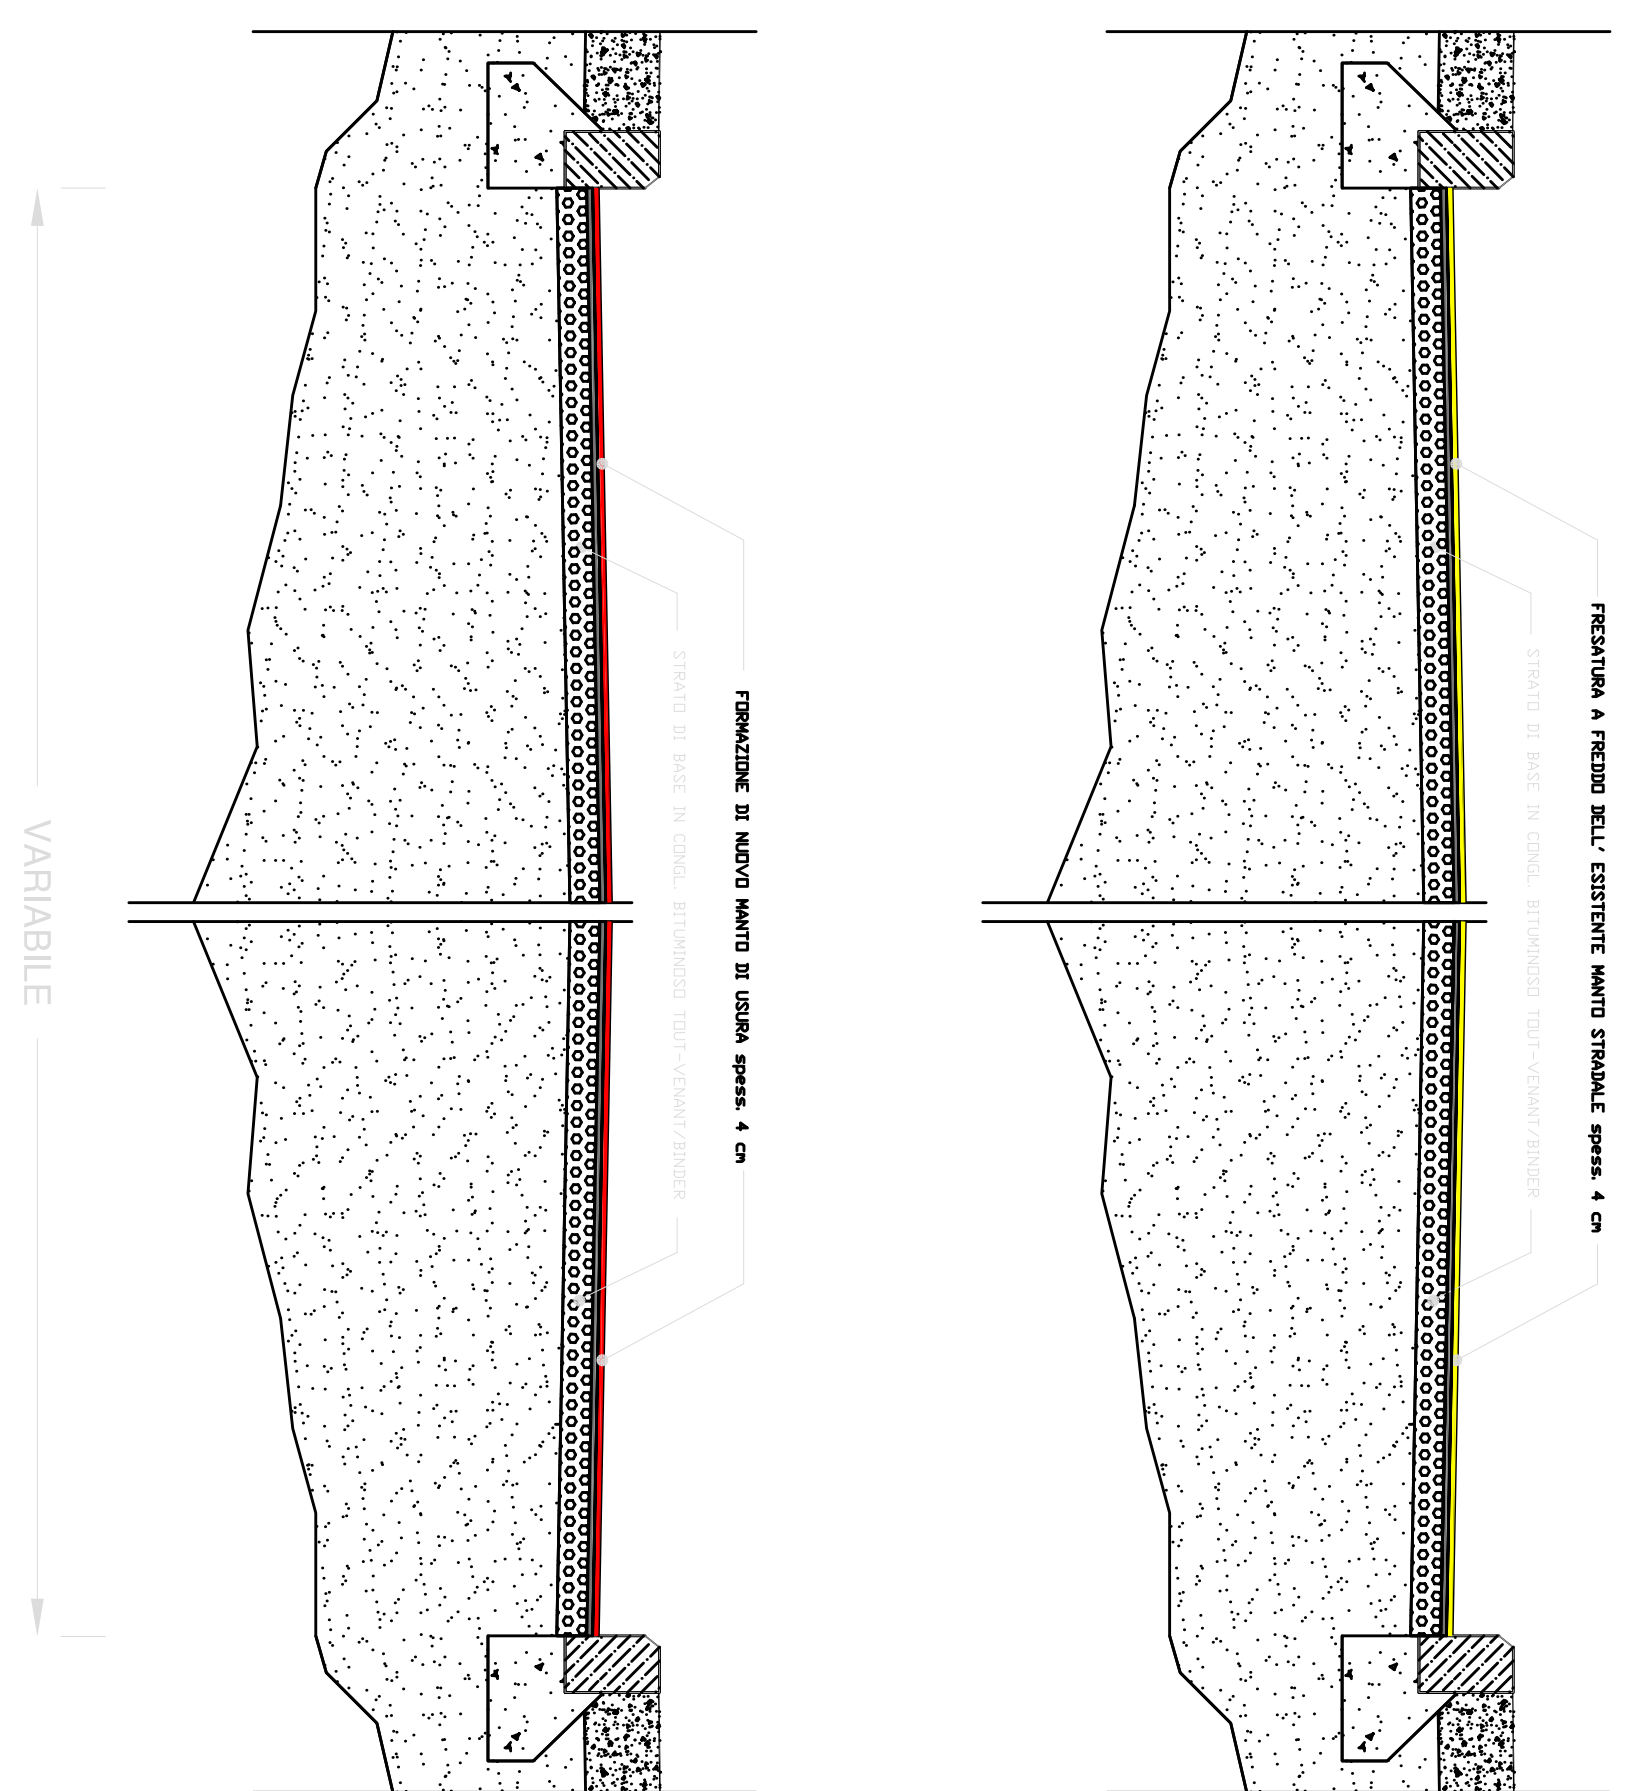 FRESATURA A FREDDO DELL' ESISTENTE MANTO STRADALE spess. 4 cm
STRATO DI BASE IN CONGL. BITUMINOSO TOUT-VENANT/BINDER
FORMAZIONE DI NUOVO MANTO DI USURA spess. 4 cm
STRATO DI BASE IN CONGL. BITUMINOSO TOUT-VENANT/BINDER
VARIABILE